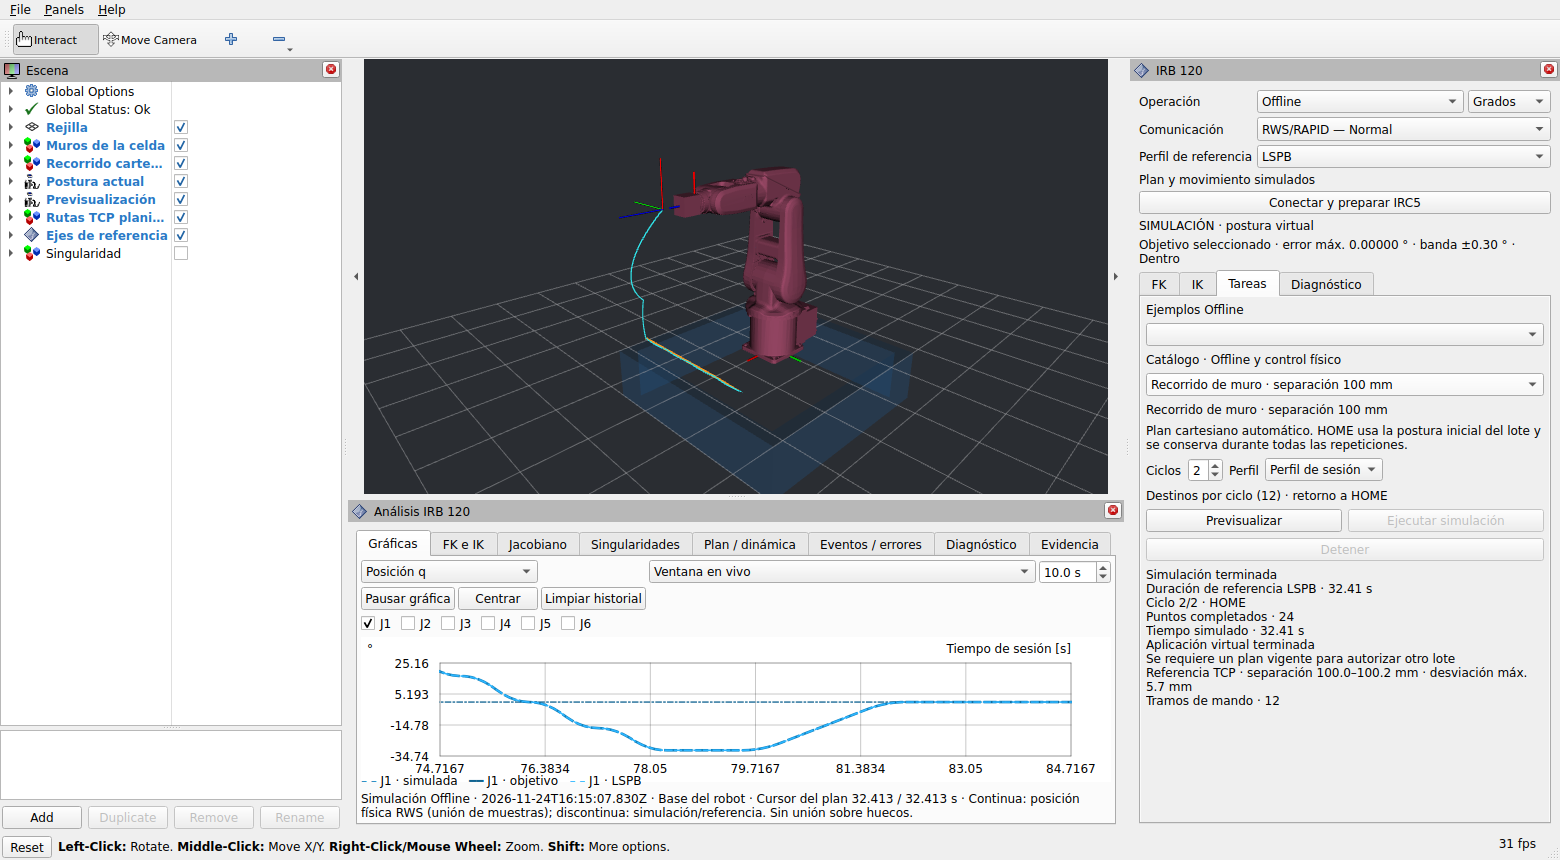 File Panels Help
Interact Move Camera
Escena
Global Options
Global Status: Ok
Rejilla
Muros de la celda
Recorrido carte...
Postura actual
Previsualización
Rutas TCP plani...
Ejes de referencia
Singularidad
Add Duplicate Remove Rename
Reset Left-Click: Rotate. Middle-Click: Move X/Y. Right-Click/Mouse Wheel: Zoom. Shift: More options.
31 fps
Análisis IRB 120
Gráficas FK e IK Jacobiano Singularidades Plan / dinámica Eventos / errores Diagnóstico Evidencia
Posición q Ventana en vivo 10.0 s
Pausar gráfica Centrar Limpiar historial
J1 J2 J3 J4 J5 J6
° Tiempo de sesión [s]
25.16
5.193
-14.78
-34.74
74.7167 76.3834 78.05 79.7167 81.3834 83.05 84.7167
J1 · simulada J1 · objetivo J1 · LSPB
Simulación Offline · 2026-11-24T16:15:07.830Z · Base del robot · Cursor del plan 32.413 / 32.413 s · Continua: posición
física RWS (unión de muestras); discontinua: simulación/referencia. Sin unión sobre huecos.
IRB 120
Operación Offline Grados
Comunicación RWS/RAPID — Normal
Perfil de referencia LSPB
Plan y movimiento simulados
Conectar y preparar IRC5
SIMULACIÓN · postura virtual
Objetivo seleccionado · error máx. 0.00000 ° · banda ±0.30 ° ·
Dentro
FK IK Tareas Diagnóstico
Ejemplos Offline
Catálogo · Offline y control físico
Recorrido de muro · separación 100 mm
Recorrido de muro · separación 100 mm
Plan cartesiano automático. HOME usa la postura inicial del lote y
se conserva durante todas las repeticiones.
Ciclos 2 Perfil Perfil de sesión
Destinos por ciclo (12) · retorno a HOME
Previsualizar Ejecutar simulación
Detener
Simulación terminada
Duración de referencia LSPB · 32.41 s
Ciclo 2/2 · HOME
Puntos completados · 24
Tiempo simulado · 32.41 s
Aplicación virtual terminada
Se requiere un plan vigente para autorizar otro lote
Referencia TCP · separación 100.0–100.2 mm · desviación máx.
5.7 mm
Tramos de mando · 12